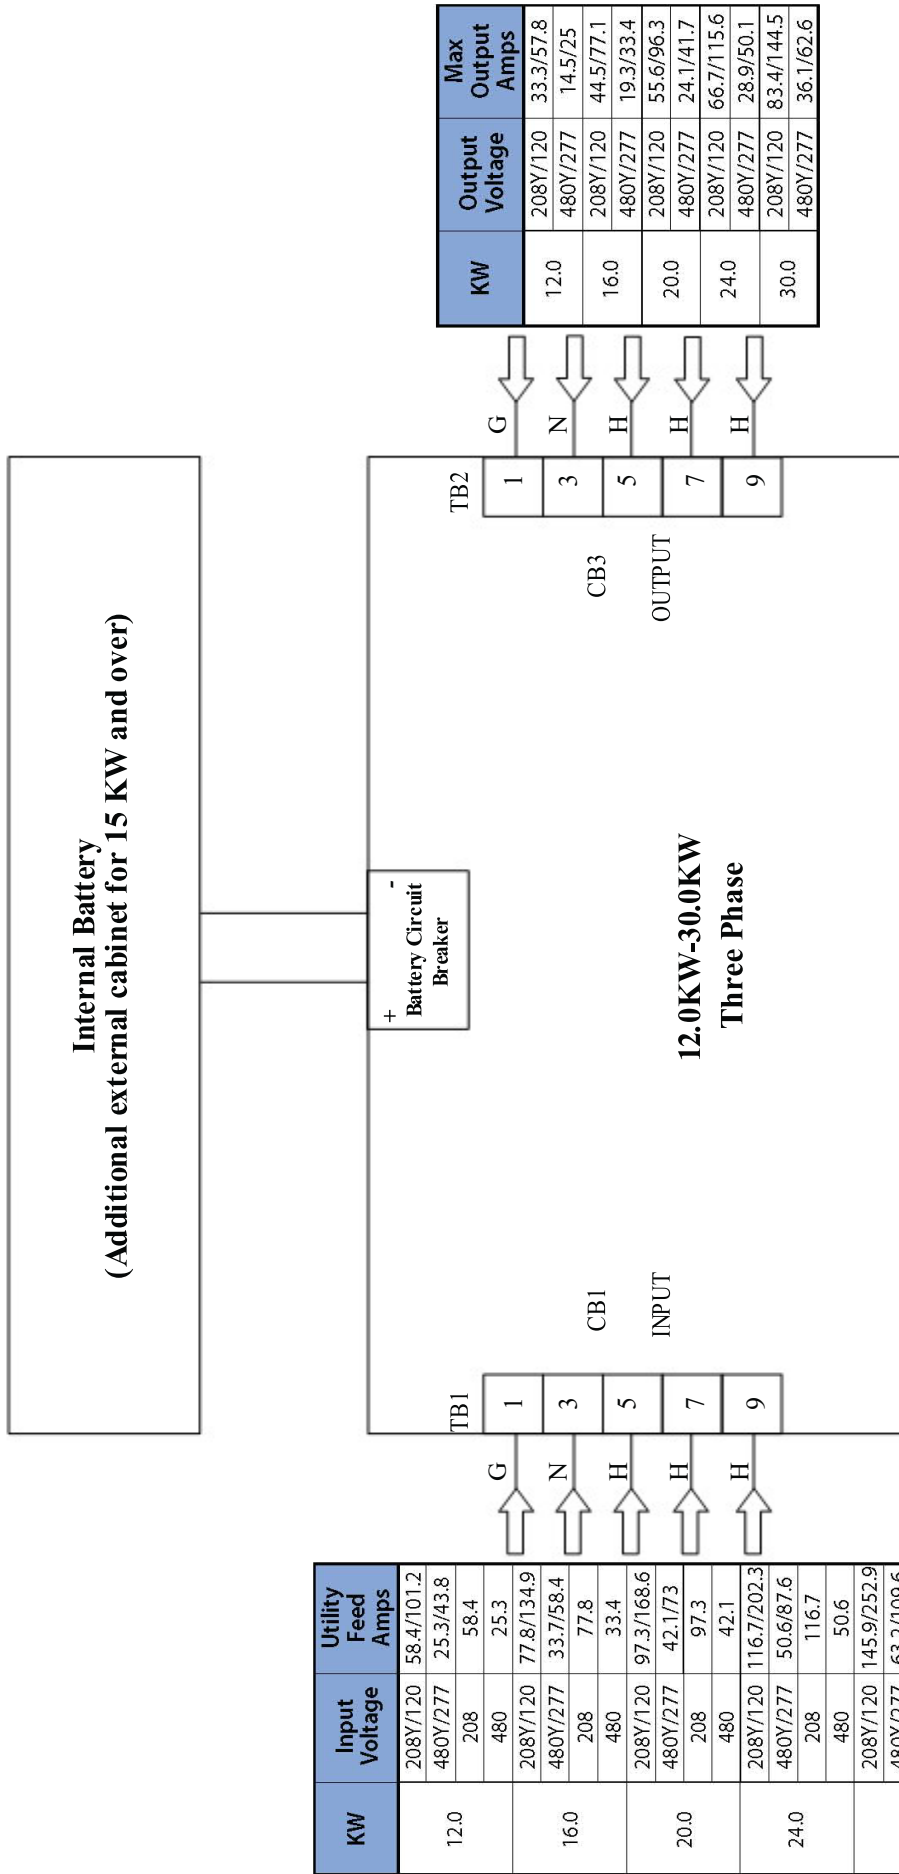 Internal Battery
(Additional external cabinet for 15 KW and over)
+ -
Battery Circuit
Breaker
12.0KW-30.0KW
Three Phase
KW Input Voltage Utility Feed Amps
12.0 208Y/120 58.4/101.2
480Y/277 25.3/43.8
208 58.4
480 25.3
16.0 208Y/120 77.8/134.9
480Y/277 33.7/58.4
208 77.8
480 33.4
20.0 208Y/120 97.3/168.6
480Y/277 42.1/73
208 97.3
480 42.1
24.0 208Y/120 116.7/202.3
480Y/277 50.6/87.6
208 116.7
480 50.6
208Y/120 145.9/252.9
480Y/277 63.2/109.6
TB1
G 1
N 3
H 5
H 7
H 9
CB1
INPUT
TB2
1 G
3 N
5 H
7 H
9 H
CB3
OUTPUT
KW Output Voltage Max Output Amps
12.0 208Y/120 33.3/57.8
480Y/277 14.5/25
16.0 208Y/120 44.5/77.1
480Y/277 19.3/33.4
20.0 208Y/120 55.6/96.3
480Y/277 24.1/41.7
24.0 208Y/120 66.7/115.6
480Y/277 28.9/50.1
30.0 208Y/120 83.4/144.5
480Y/277 36.1/62.6